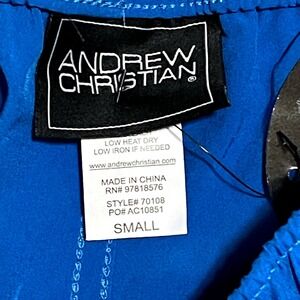 ANDREW
CHRISTIAN®
LOW HEAT DRY
LOW IRON IF NEEDED
www.andrewchristian.com
MADE IN CHINA
RN# 97818576
STYLE# 70108
PO# AC10851
SMALL